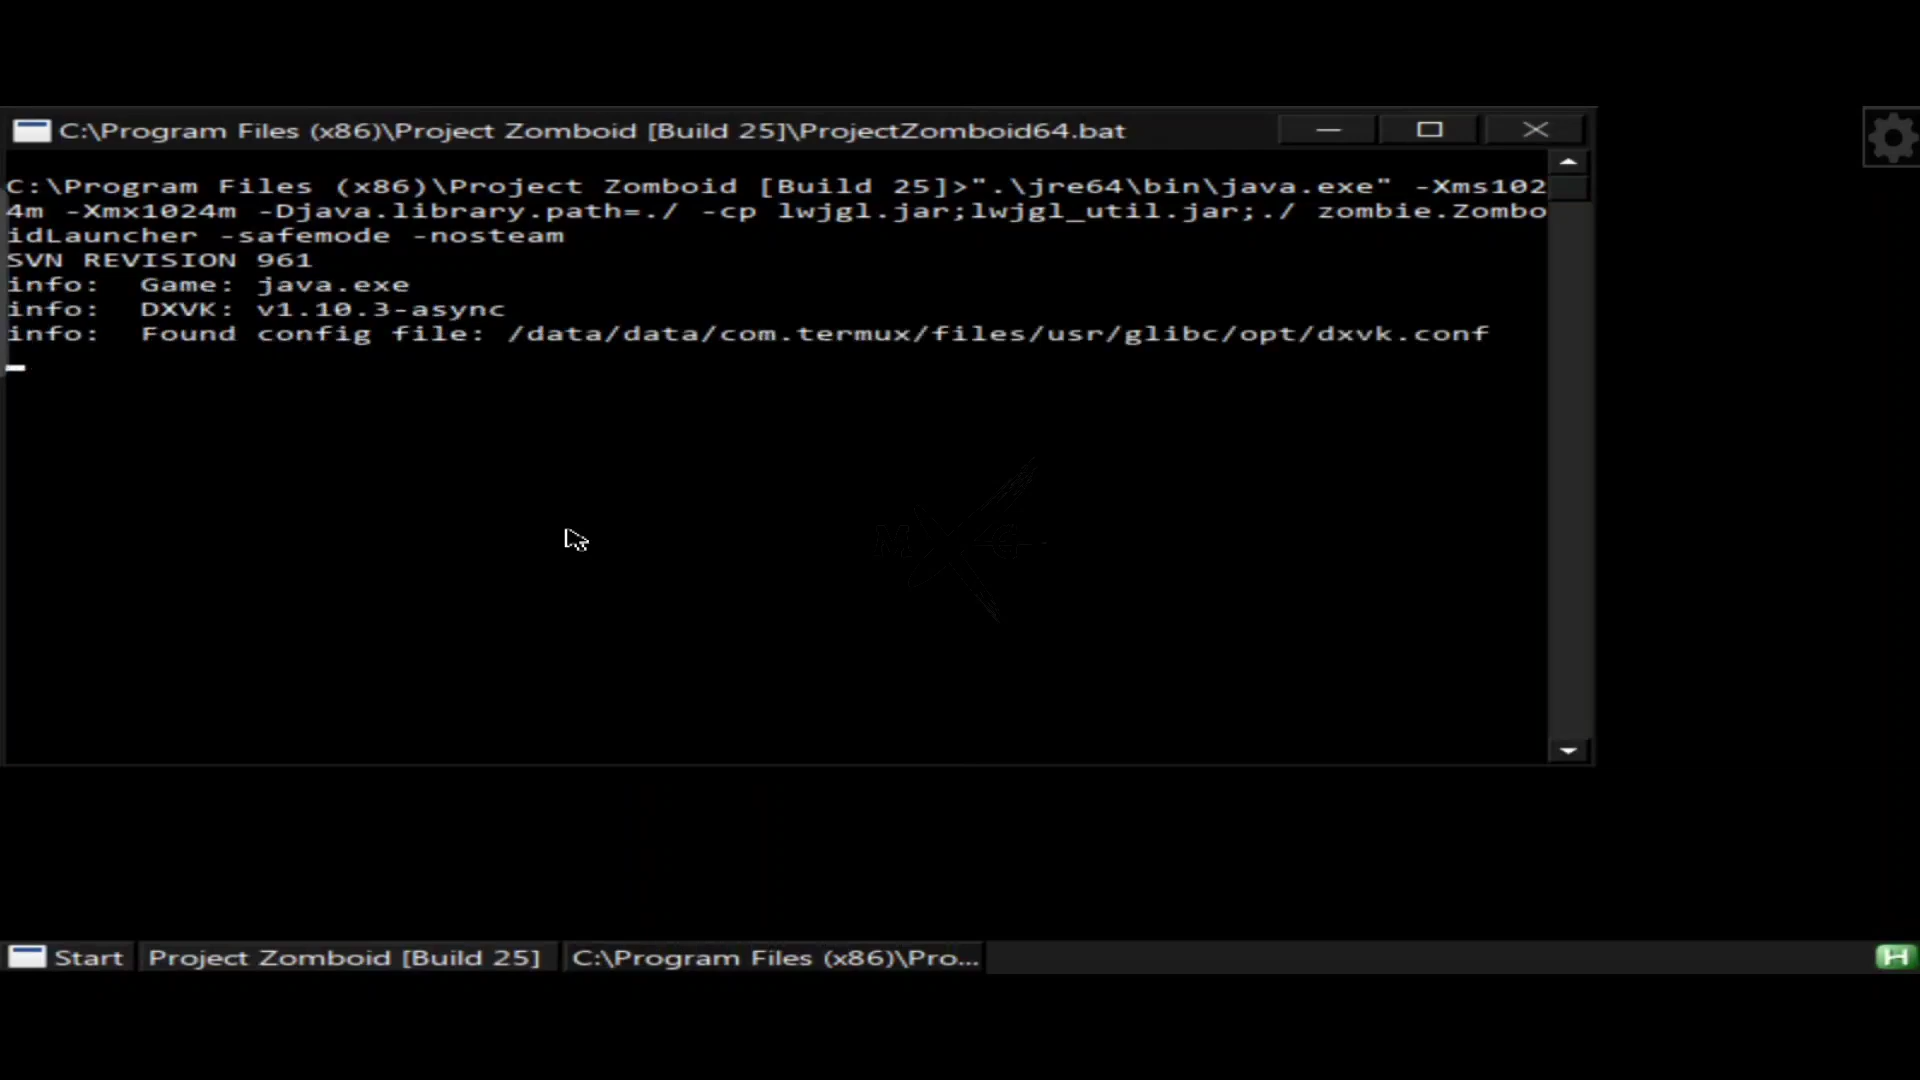 C:\Program Files (x86)\Project Zomboid [Build 25]\ProjectZomboid64.bat
C:\Program Files (x86)\Project Zomboid [Build 25]>".\jre64\bin\java.exe" -Xms102
4m -Xmx1024m -Djava.library.path=./ -cp lwjgl.jar;lwjgl_util.jar;./ zombie.Zombo
idLauncher -safemode -nosteam
SVN REVISION 961
info:  Game: java.exe
info:  DXVK: v1.10.3-async
info:  Found config file: /data/data/com.termux/files/usr/glibc/opt/dxvk.conf
Start
Project Zomboid [Build 25]
C:\Program Files (x86)\Pro...
H